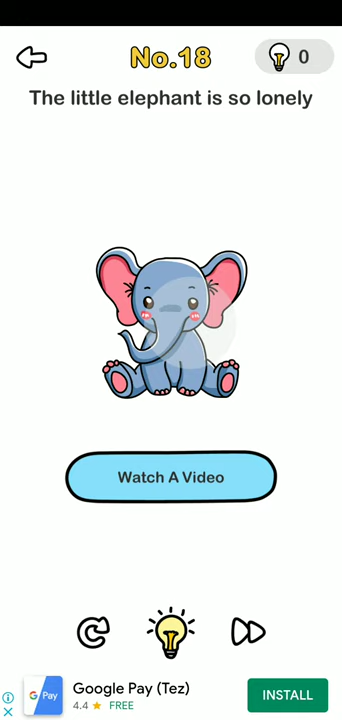 No.18
0
The little elephant is so lonely
Watch A Video
G Pay
Google Pay (Tez)
4.4 ★ FREE
INSTALL